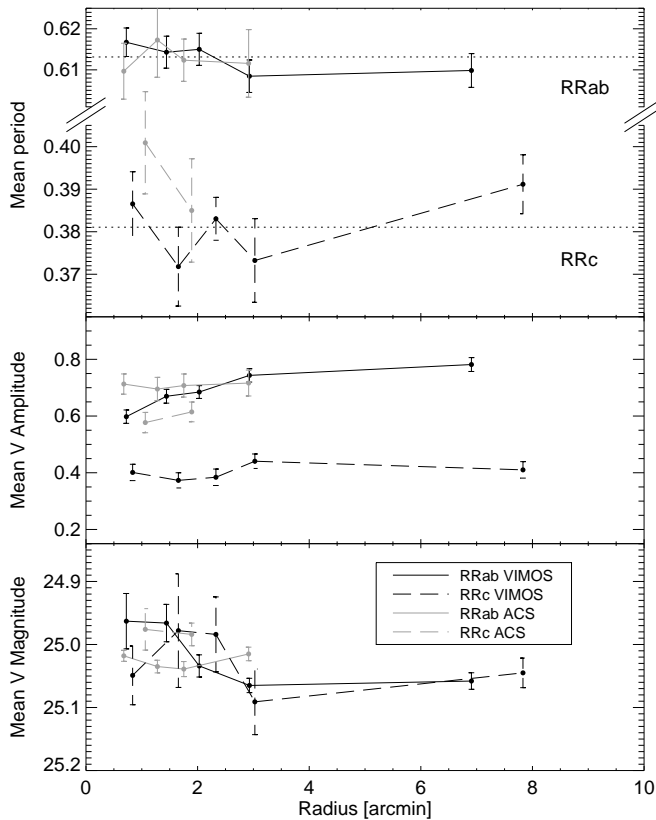 0.62
0.61
RRab
Mean period
0.40
0.39
0.38
RRc
0.37
Mean V Amplitude
0.8
0.6
0.4
0.2
Mean V Magnitude
24.9
25.0
25.1
25.2
RRab VIMOS
RRc VIMOS
RRab ACS
RRc ACS
0 2 4 6 8 10
Radius [arcmin]